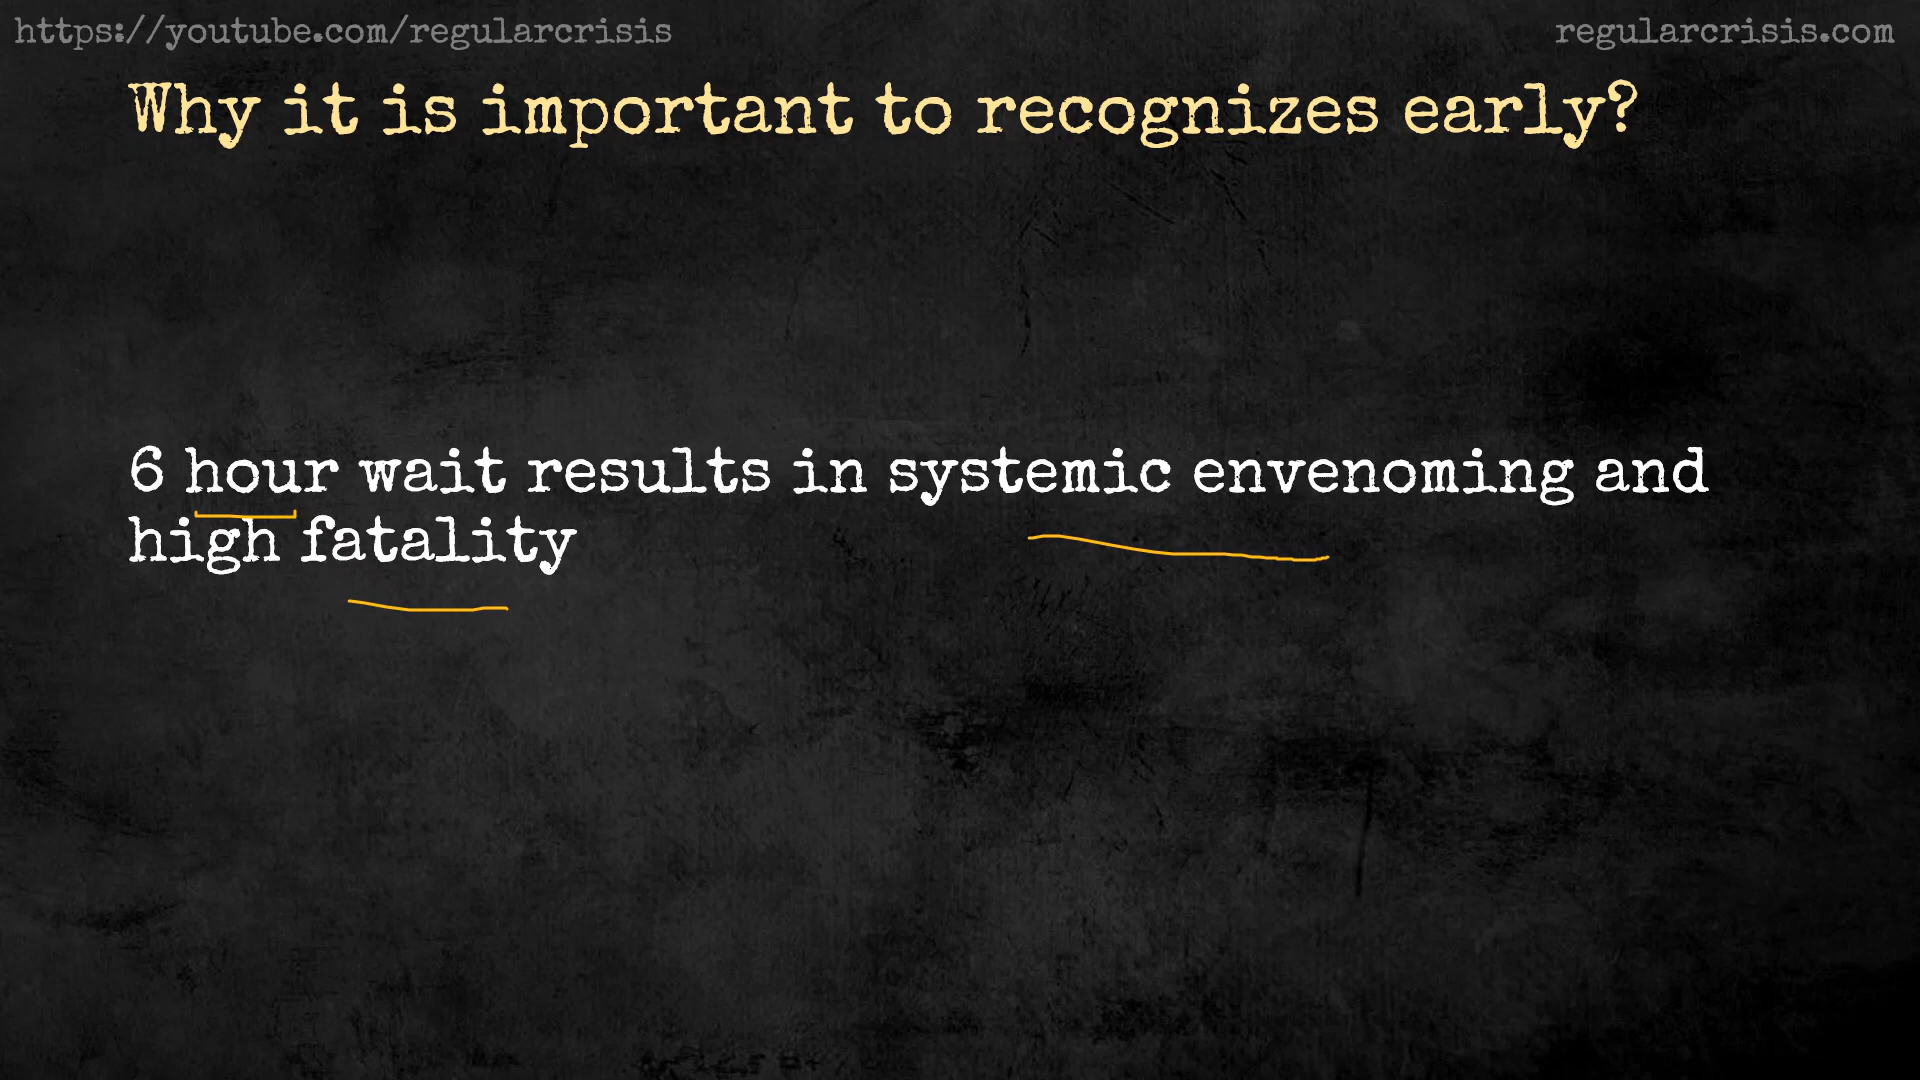 https://youtube.com/regularcrisis
regularcrisis.com
Why it is important to recognizes early?
6 hour wait results in systemic envenoming and
high fatality